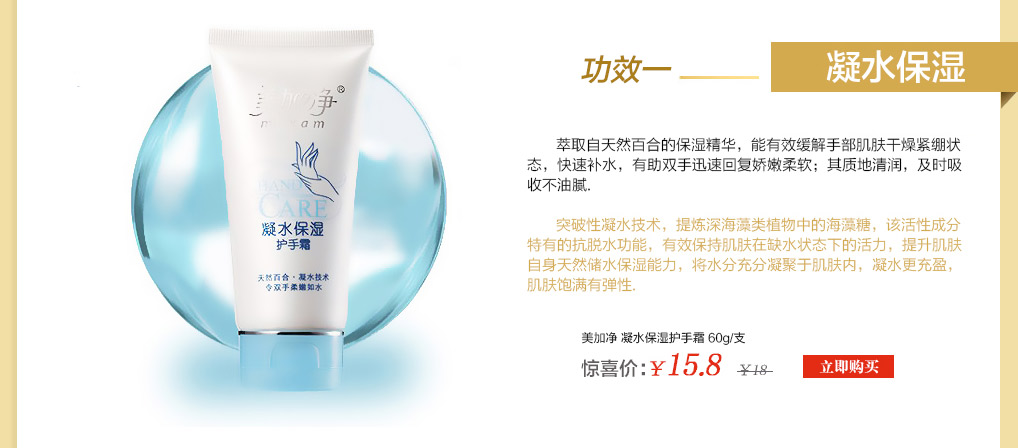 美加净®
HAND
CARE
凝水保湿
护手霜
天然百合·凝水技术
令双手柔嫩如水
功效一
凝水保湿
萃取自天然百合的保湿精华，能有效缓解手部肌肤干燥紧绷状
态，快速补水，有助双手迅速回复娇嫩柔软；其质地清润，及时吸
收不油腻.
突破性凝水技术，提炼深海藻类植物中的海藻糖，该活性成分
特有的抗脱水功能，有效保持肌肤在缺水状态下的活力，提升肌肤
自身天然储水保湿能力，将水分充分凝聚于肌肤内，凝水更充盈，
肌肤饱满有弹性.
美加净 凝水保湿护手霜 60g/支
惊喜价：￥15.8 ￥18
立即购买